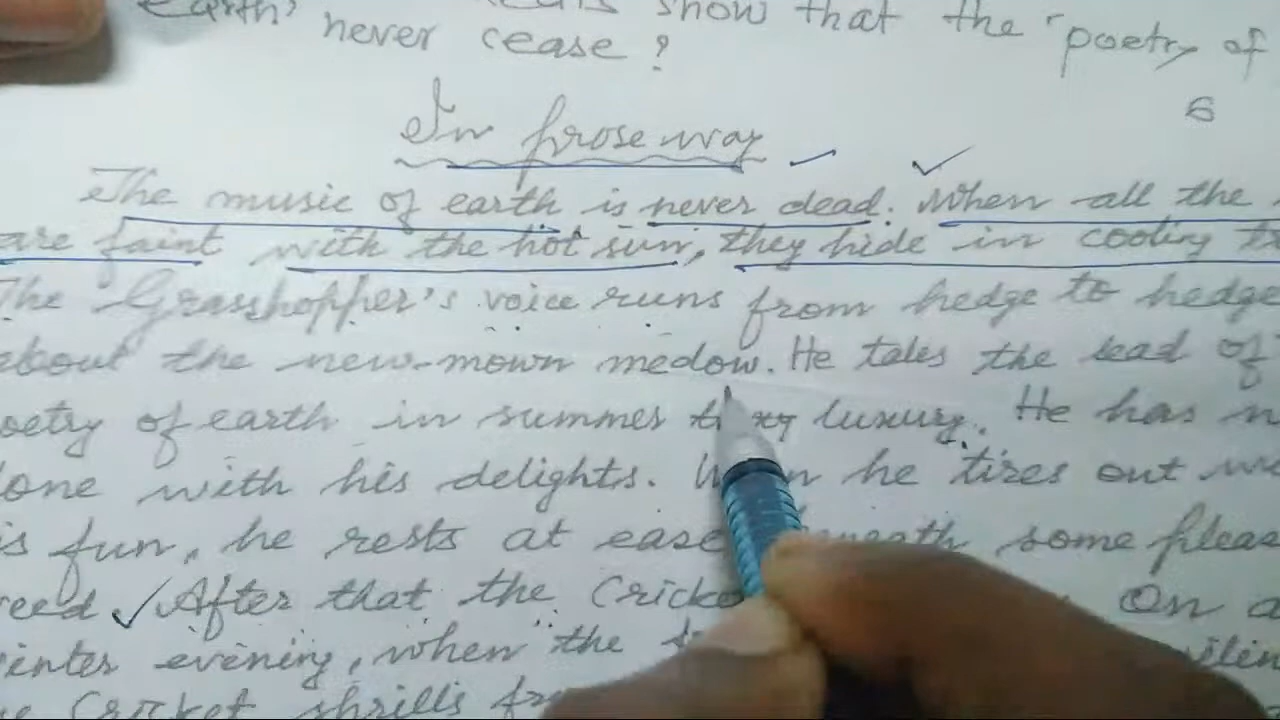 Earth' show that the "poetry of
never cease?
6
In prose way
The music of earth is never dead. When all the
are faint with the hot sun, they hide in cooling
The Grasshopper's voice runs from hedge to hedge
about the new-mown medow. He takes the lead of
oetry of earth in summer luxury. He has
done with his delights. he tires out
is fun, he rests at ease some pleas
reed After that the Cricke On a
inter evening, when the
Cricket shrills